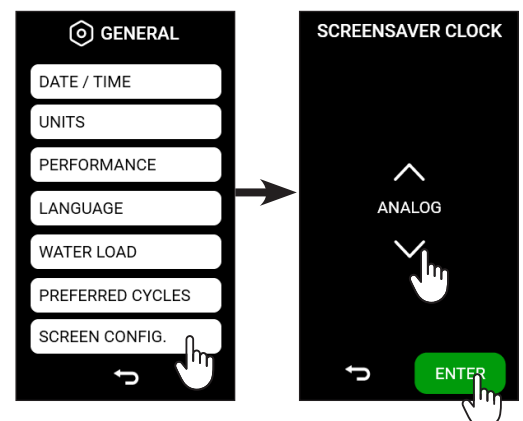 GENERAL
DATE / TIME
UNITS
PERFORMANCE
LANGUAGE
WATER LOAD
PREFERRED CYCLES
SCREEN CONFIG.
SCREENSAVER CLOCK
ANALOG
ENTER